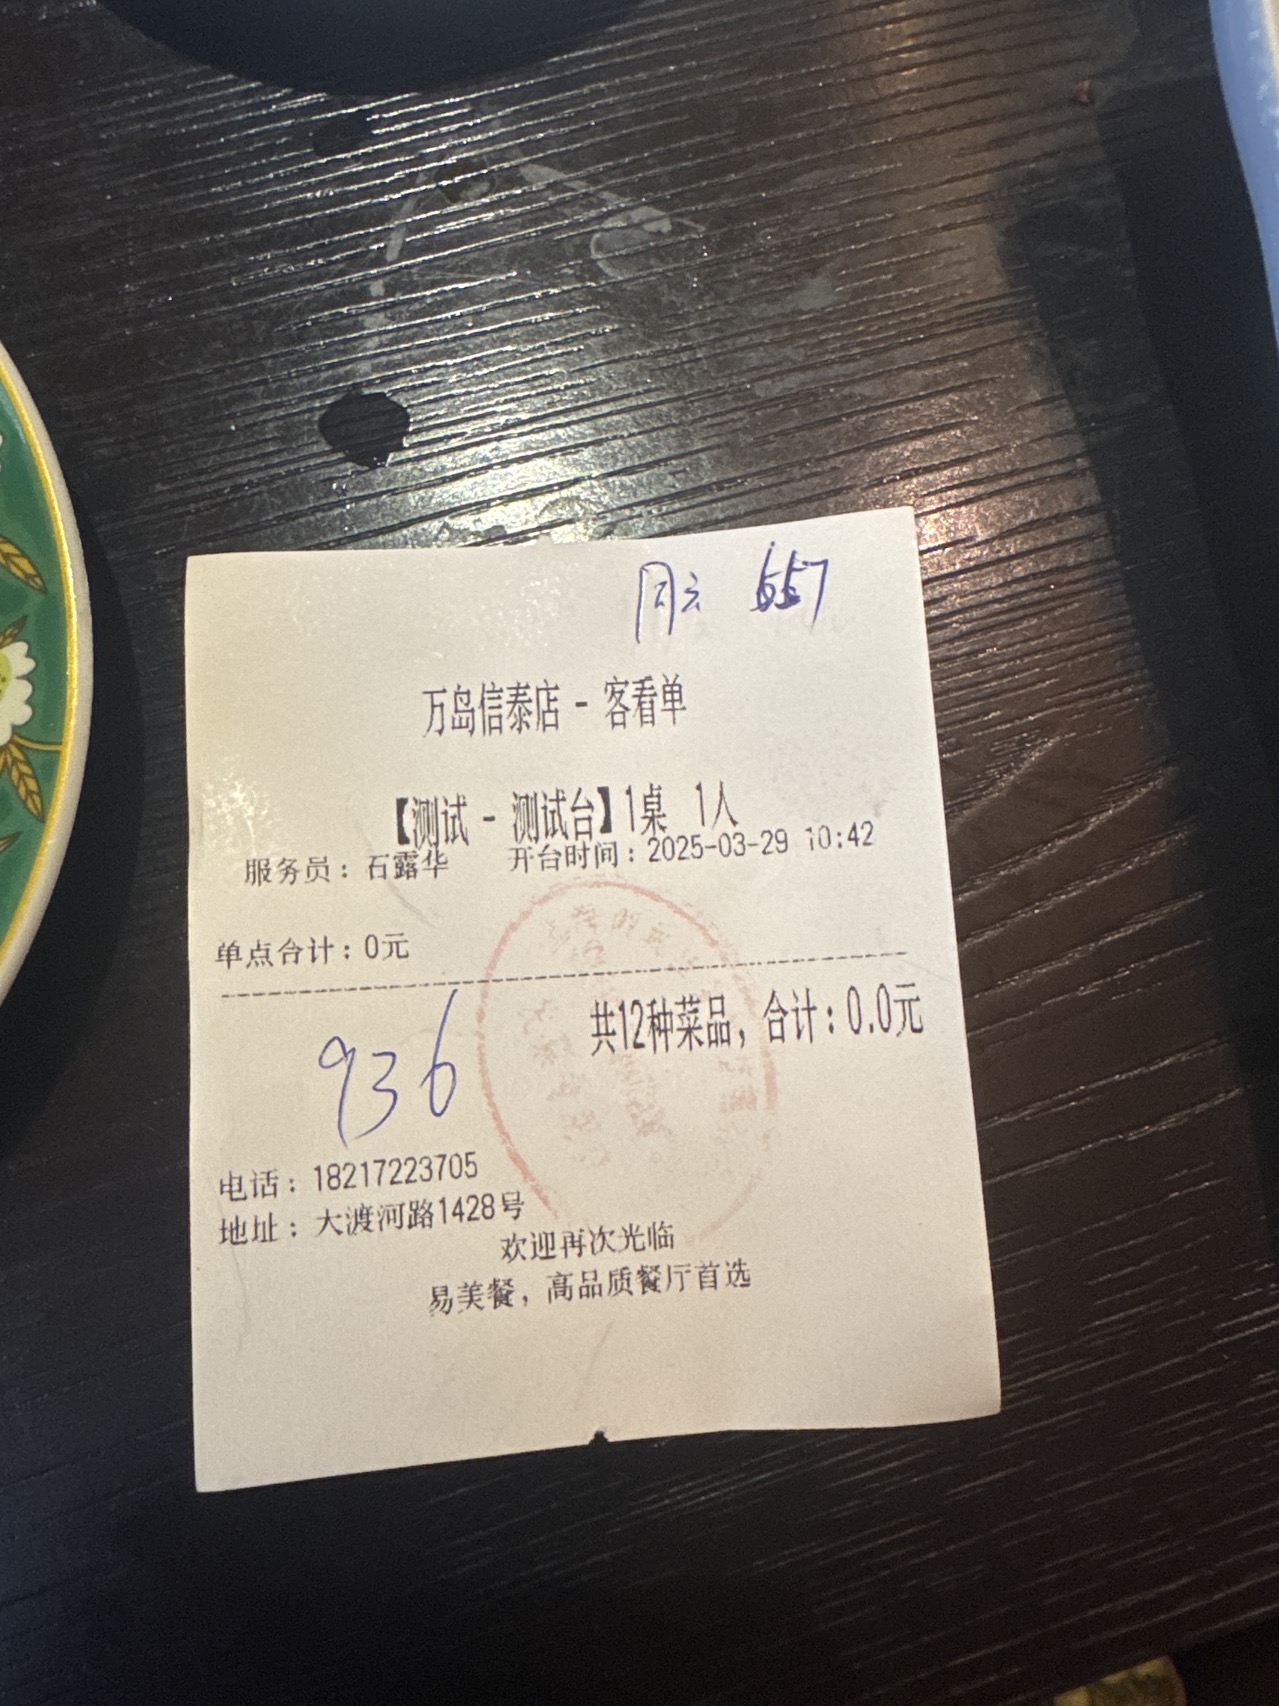 557
万岛信泰店 - 客看单
【测试 - 测试台】1桌 1人
服务员：石露华 开台时间：2025-03-29 10:42
单点合计：0元
共12种菜品，合计：0.0元
936
电话：18217223705
地址：大渡河路1428号
欢迎再次光临
易美餐，高品质餐厅首选